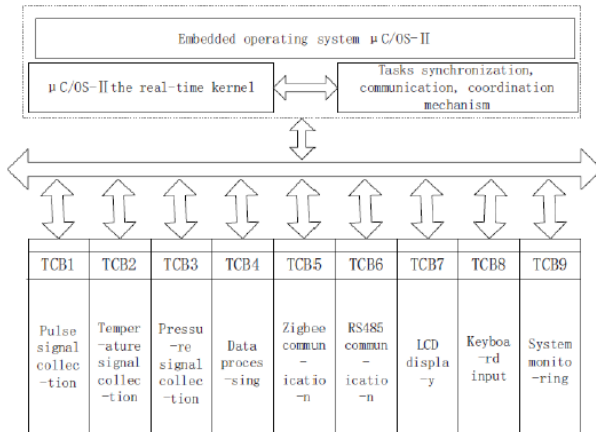 Embedded operating system μC/OS-II
μC/OS-II the real-time kernel
Tasks synchronization,
communication, coordination
mechanism
TCB1 TCB2 TCB3 TCB4 TCB5 TCB6 TCB7 TCB8 TCB9
Pulse
signal
collec
-tion
Temper
-ature
signal
collec
-tion
Pressu
-re
signal
collec
-tion
Data
proces
-sing
Zigbee
commun
-
icatio
-n
RS485
commun
-
icatio
-n
LCD
displa
-y
Keyboa
-rd
input
System
monito
-ring